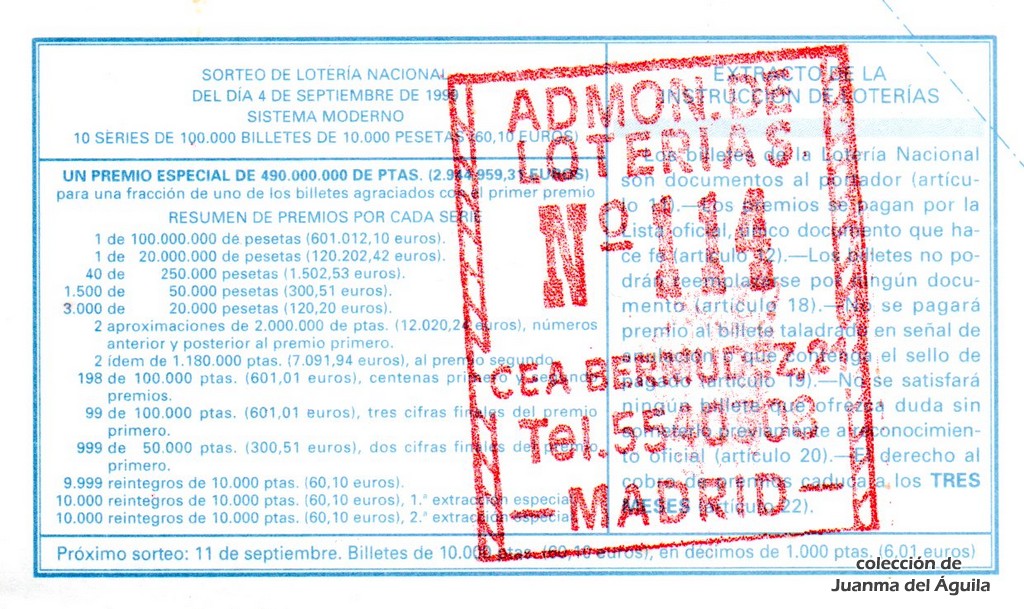 SORTEO DE LOTERÍA NACIONAL
DEL DÍA 4 DE SEPTIEMBRE DE 1999
SISTEMA MODERNO
10 SERIES DE 100.000 BILLETES DE 10.000 PESETAS (60,10 EUROS)
UN PREMIO ESPECIAL DE 490.000.000 DE PTAS. (2.944.959,31 EUROS)
para una fracción de uno de los billetes agraciados con el primer premio
RESUMEN DE PREMIOS POR CADA SERIE
1 de 100.000.000 de pesetas (601.012,10 euros).
1 de 20.000.000 de pesetas (120.202,42 euros).
40 de 250.000 pesetas (1.502,53 euros).
1.500 de 50.000 pesetas (300,51 euros).
3.000 de 20.000 pesetas (120,20 euros).
2 aproximaciones de 2.000.000 de ptas. (12.020,24 euros), números
anterior y posterior al premio primero.
2 ídem de 1.180.000 ptas. (7.091,94 euros), al premio segundo.
198 de 100.000 ptas. (601,01 euros), centenas primero y segundo
premios.
99 de 100.000 ptas. (601,01 euros), tres cifras finales del premio
primero.
999 de 50.000 ptas. (300,51 euros), dos cifras finales del premio
primero.
9.999 reintegros de 10.000 ptas. (60,10 euros).
10.000 reintegros de 10.000 ptas. (60,10 euros), 1.ª extracción especial
10.000 reintegros de 10.000 ptas. (60,10 euros), 2.ª extracción especial
EXTRACTO DE LA
INSTRUCCIÓN DE LOTERÍAS
Los billetes de la Lotería Nacional
son documentos al portador (artícu-
lo).—Los premios se pagan por la
Lista oficial, único documento que ha-
ce fe (artículo 12).—Los billetes no po-
drán reemplazarse por ningún docu-
mento (artículo 18).—No se pagará
premio al billete taladrado en señal de
anulación o que contenga el sello de
pagado (artículo 19).—No se satisfará
ningún billete que ofrezca duda sin
someterlo previamente a reconocimien-
to oficial (artículo 20).—El derecho al
cobro de premios caduca a los TRES
MESES (artículo 22).
Próximo sorteo: 11 de septiembre. Billetes de 10.000 ptas. (60,10 euros), en décimos de 1.000 ptas. (6,01 euros)
ADMON. DE
LOTERIAS
Nº 114
CEA BERMUDEZ, 21
Tel. 5540303
— MADRID —
colección de
Juanma del Águila